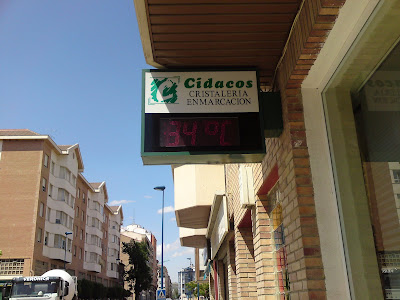 Cidacos
CRISTALERIA
ENMARCACION
34°C